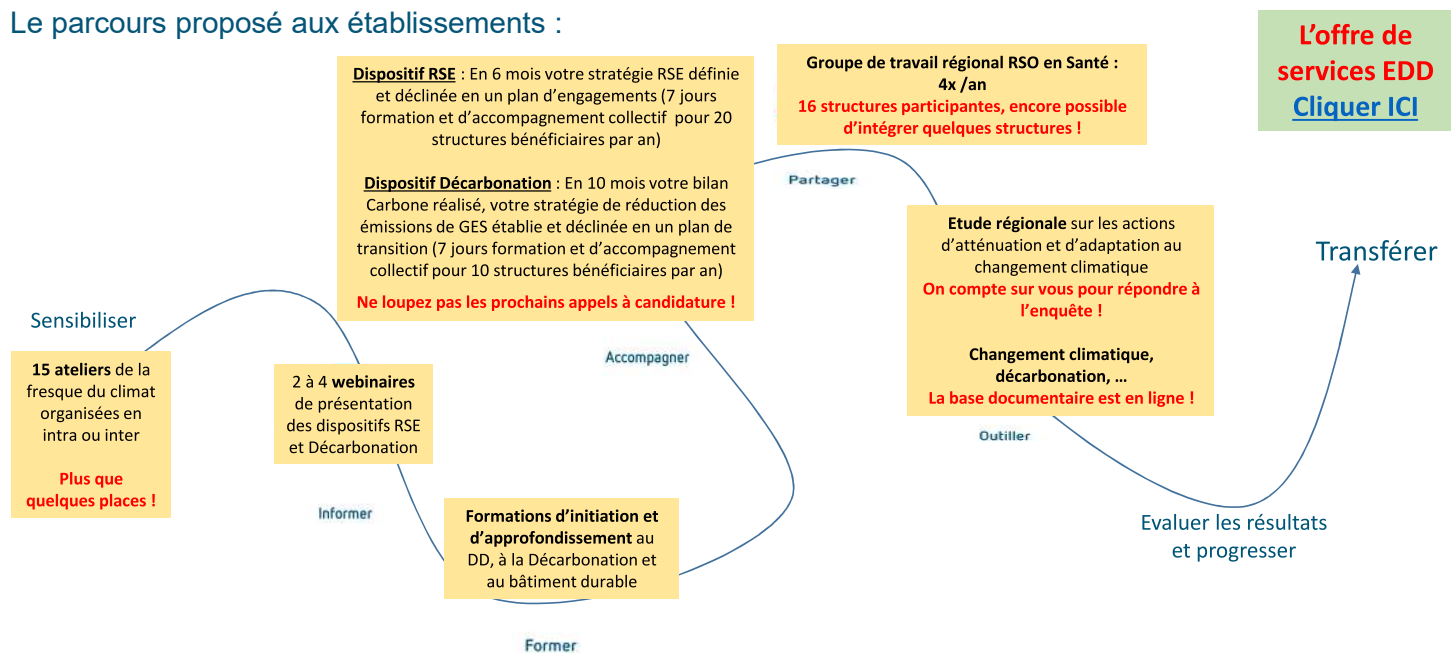 Le parcours proposé aux établissements :
L'offre de
services EDD
Cliquer ICI
Sensibiliser
15 ateliers de la
fresque du climat
organisées en
intra ou inter
Plus que
quelques places !
2 à 4 webinaires
de présentation
des dispositifs RSE
et Décarbonation
Informer
Formations d'initiation et
d'approfondissement au
DD, à la Décarbonation et
au bâtiment durable
Former
Dispositif RSE : En 6 mois votre stratégie RSE définie
et déclinée en un plan d'engagements (7 jours
formation et d'accompagnement collectif pour 20
structures bénéficiaires par an)
Dispositif Décarbonation : En 10 mois votre bilan
Carbone réalisé, votre stratégie de réduction des
émissions de GES établie et déclinée en un plan de
transition (7 jours formation et d'accompagnement
collectif pour 10 structures bénéficiaires par an)
Ne loupez pas les prochains appels à candidature !
Accompagner
Groupe de travail régional RSO en Santé :
4x /an
16 structures participantes, encore possible
d'intégrer quelques structures !
Partager
Etude régionale sur les actions
d'atténuation et d'adaptation au
changement climatique
On compte sur vous pour répondre à
l'enquête !
Changement climatique,
décarbonation, …
La base documentaire est en ligne !
Outiller
Evaluer les résultats
et progresser
Transférer